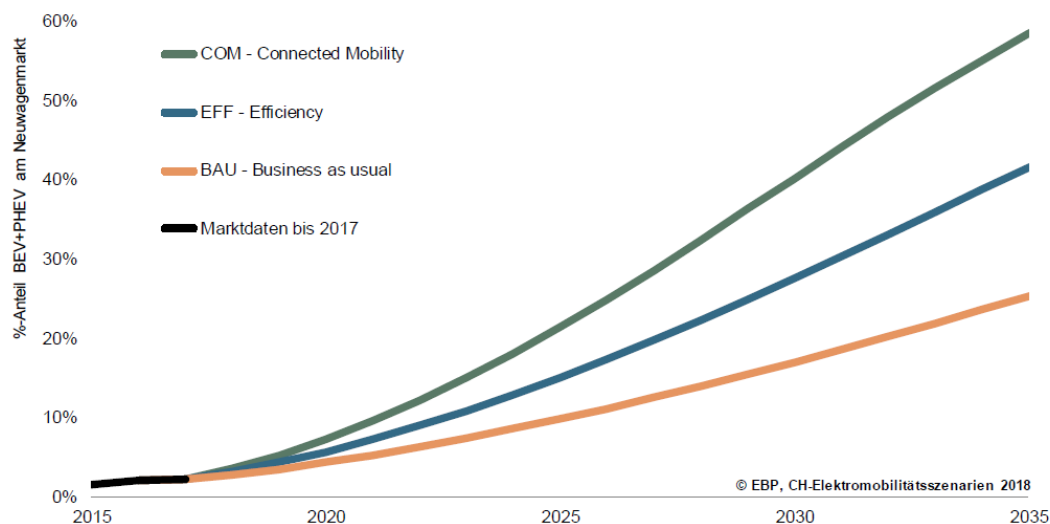 60%
50%
40%
30%
20%
10%
0%
%-Anteil BEV+PHEV am Neuwagenmarkt
COM - Connected Mobility
EFF - Efficiency
BAU - Business as usual
Marktdaten bis 2017
© EBP, CH-Elektromobilitätsszenarien 2018
2015
2020
2025
2030
2035